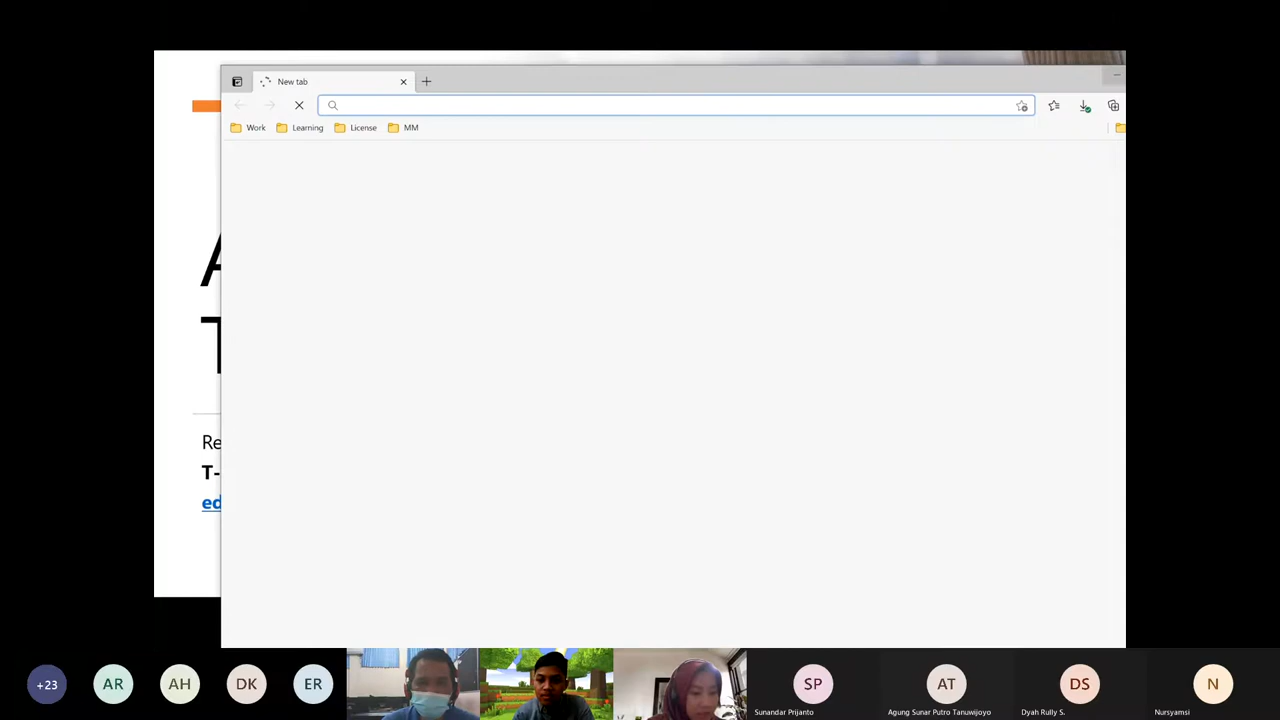 New tab
Work Learning License MM
A
T
Re
T-
ed
+23 AR AH DK ER SP AT DS N
Sunandar Prijanto Agung Sunar Putro Tanuwijoyo Dyah Rully S. Nursyamsi